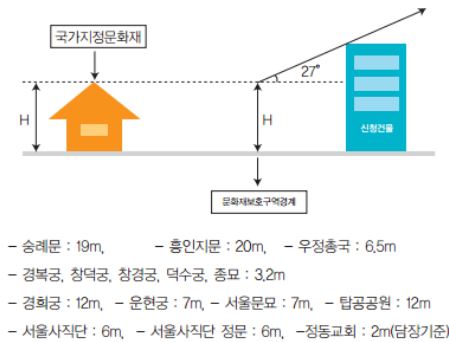 국가지정문화재
27°
H
H
신청건물
문화재보호구역경계
- 숭례문 : 19m, - 흥인지문 : 20m, - 우정총국 : 6.5m
- 경복궁, 창덕궁, 창경궁, 덕수궁, 종묘 : 3.2m
- 경희궁 : 12m, - 운현궁 : 7m, - 서울문묘 : 7m, - 탑공공원 : 12m
- 서울사직단 : 6m, - 서울사직단 정문 : 6m, -정동교회 : 2m(담장기준)